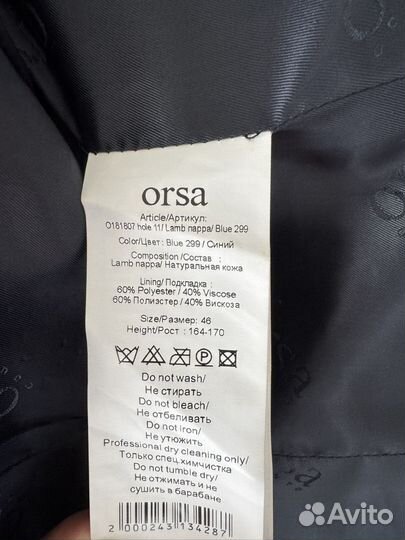 orsa
Article/Артикул:
O181807 hole 11/ Lamb nappa/ Blue 299
Color/Цвет: Blue 299 / Синий
Composition /Состав :
Lamb nappa/ Натуральная кожа
Lining/ Подкладка :
60% Polyester / 40% Viscose
60% Полиэстер / 40% Вискоза
Size/Размер: 46
Height/Рост : 164-170
Do not wash/
Не стирать
Do not bleach/
Не отбеливать
Do not iron/
Не утюжить
Professional dry cleaning only/
Только спец.химчистка
Do not tumble dry/
Не отжимать и не
сушить в барабане
2 000243 134287
Avito